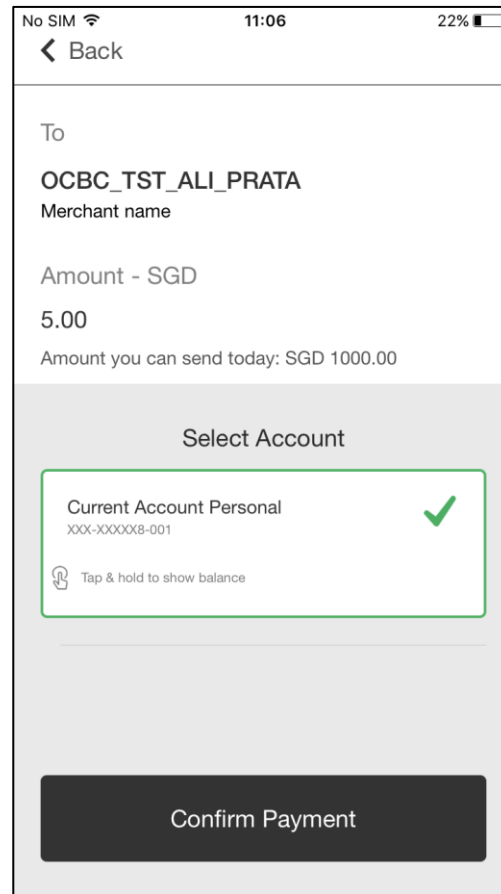 No SIM 11:06 22%
Back
To
OCBC_TST_ALI_PRATA
Merchant name
Amount - SGD
5.00
Amount you can send today: SGD 1000.00
Select Account
Current Account Personal
XXX-XXXXX8-001
Tap & hold to show balance
Confirm Payment